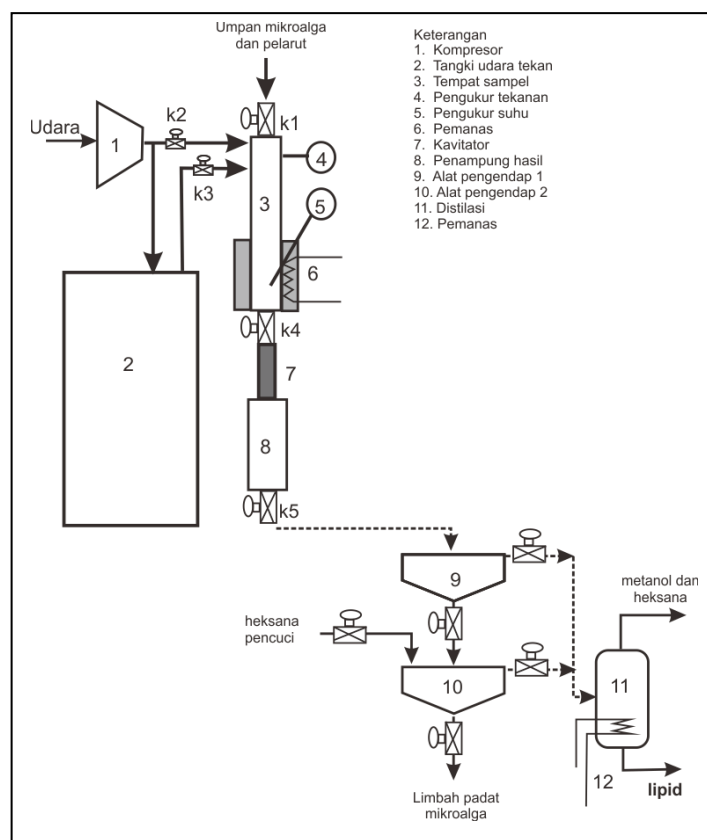 Umpan mikroalga
dan pelarut
Keterangan
1. Kompresor
2. Tangki udara tekan
3. Tempat sampel
4. Pengukur tekanan
5. Pengukur suhu
6. Pemanas
7. Kavitator
8. Penampung hasil
9. Alat pengendap 1
10. Alat pengendap 2
11. Distilasi
12. Pemanas
k2
k1
Udara
1
4
k3
3
5
6
k4
2
7
8
k5
9
metanol dan
heksana
heksana
pencuci
10
11
12
lipid
Limbah padat
mikroalga